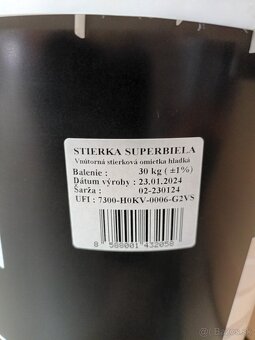 STIERKA SUPERBIELA
Vnútorná stierková omietka hladká
Balenie : 30 kg ( ±1%)
Dátum výroby : 23.01.2024
Šarža : 02-230124
UFI : 7300-H0KV-0006-G2VS
8 588001 432058